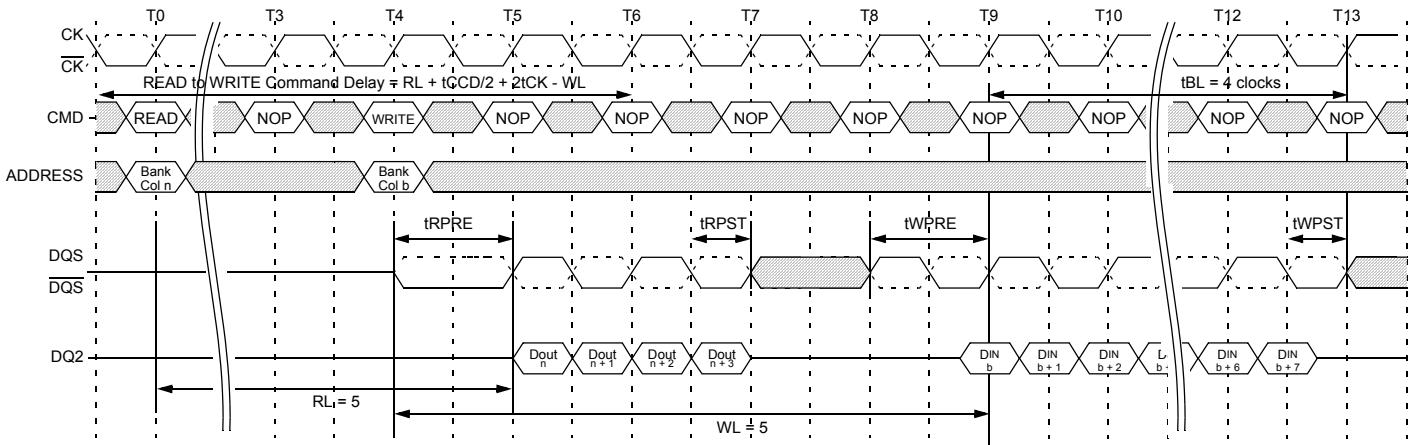 T0 T3 T4 T5 T6 T7 T8 T9 T10 T12 T13
CK
CK
READ to WRITE Command Delay = RL + tCCD/2 + 2tCK - WL
tBL = 4 clocks
CMD READ NOP WRITE NOP NOP NOP NOP NOP NOP NOP NOP
ADDRESS
Bank Bank
Col n Col b
tRPRE tRPST tWPRE tWPST
DQS
DQS
DQ2
Dout Dout Dout Dout DIN DIN DIN DIN DIN
n n + 1 n + 2 n + 3 b b + 1 b + 2 b + 6 b + 7
RL = 5
WL = 5